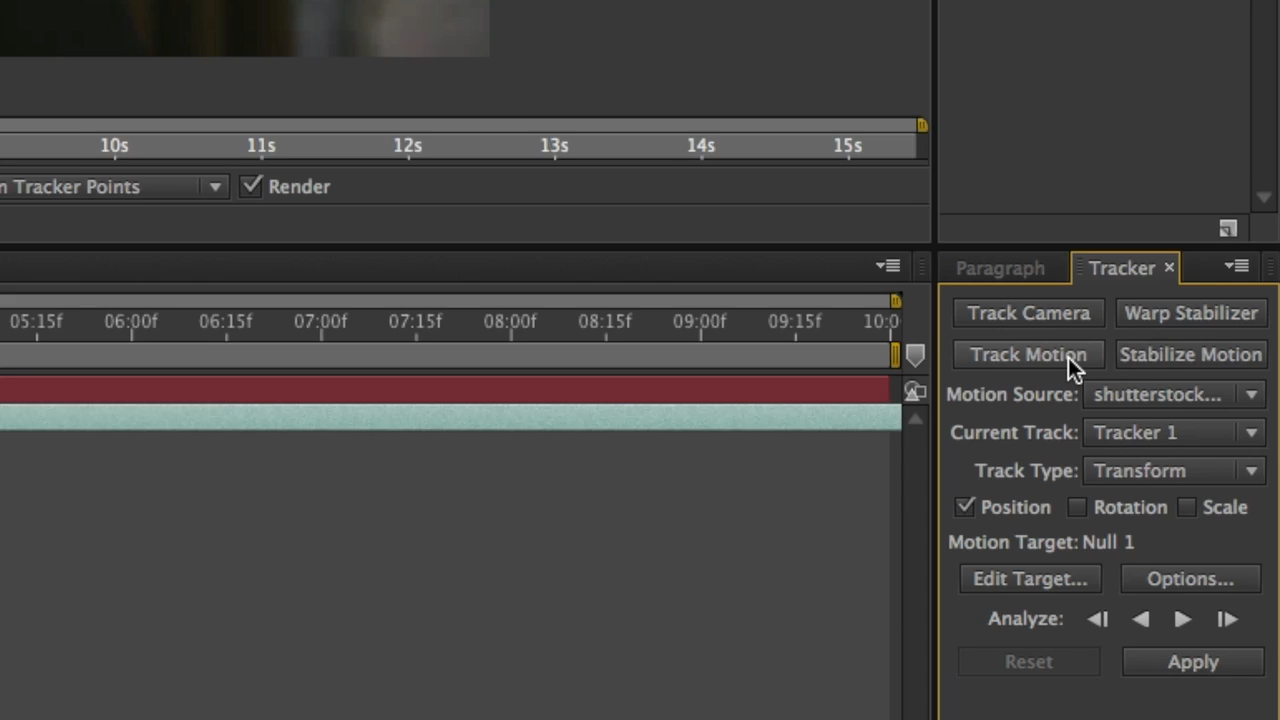 10s 11s 12s 13s 14s 15s
n Tracker Points Render
Paragraph Tracker
Track Camera Warp Stabilizer
05:15f 06:00f 06:15f 07:00f 07:15f 08:00f 08:15f 09:00f 09:15f 10:0
Track Motion Stabilize Motion
Motion Source: shutterstock...
Current Track: Tracker 1
Track Type: Transform
Position Rotation Scale
Motion Target: Null 1
Edit Target... Options...
Analyze:
Reset Apply